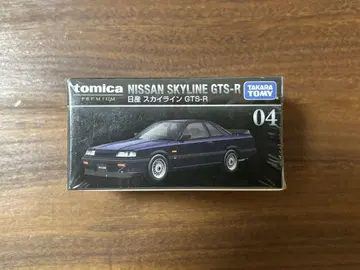 tomica NISSAN SKYLINE GTS-R
PREMIUM 日産 スカイライン GTS-R
TAKARA
TOMY
04